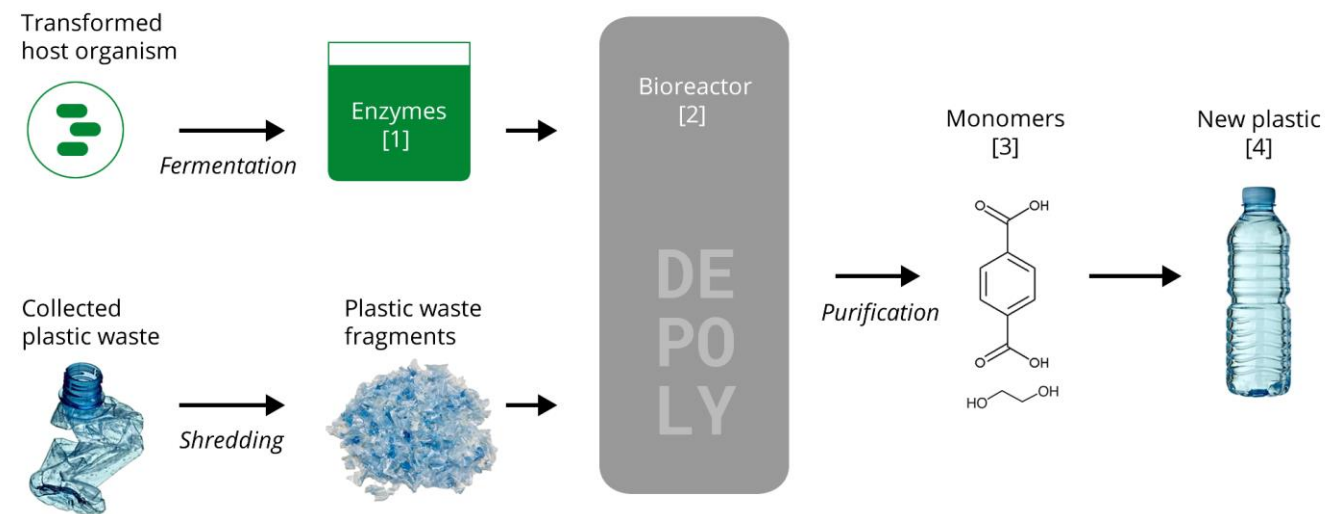 Transformed
host organism
Fermentation
Enzymes
[1]
Bioreactor
[2]
DE
PO
LY
Collected
plastic waste
Shredding
Plastic waste
fragments
Purification
Monomers
[3]
O
OH
O
OH
HO
OH
New plastic
[4]